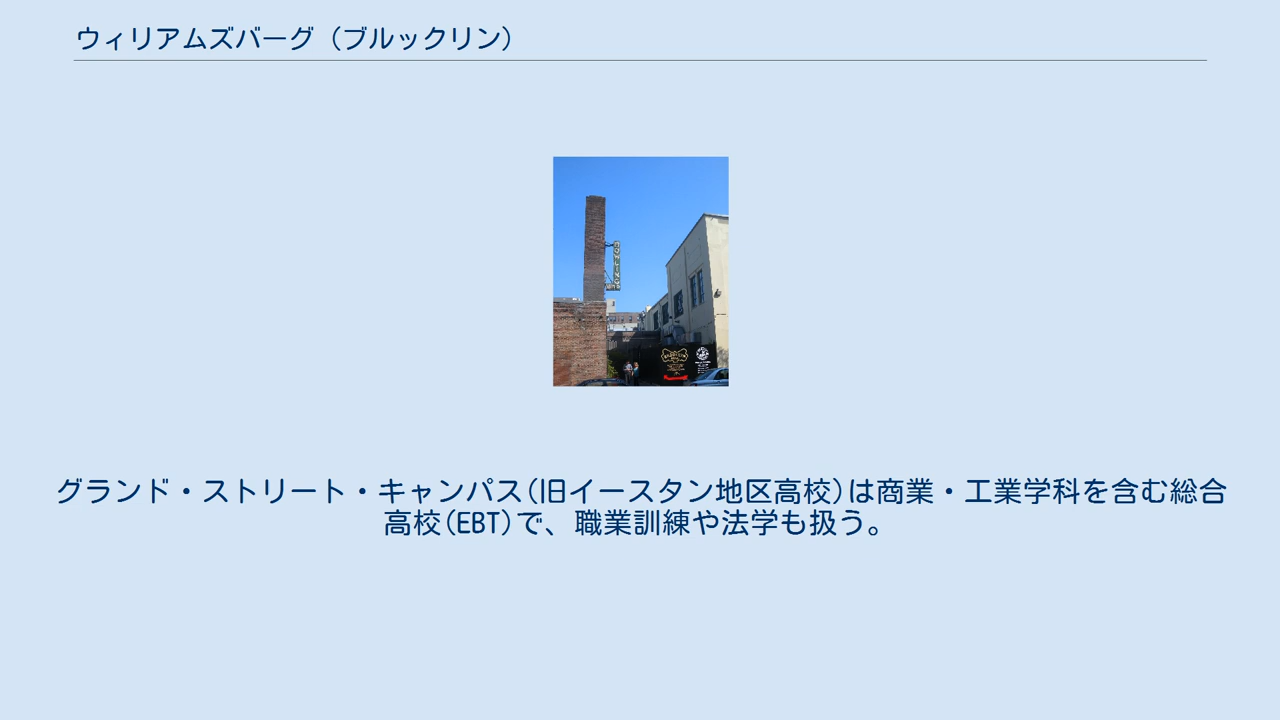 ウィリアムズバーグ（ブルックリン）
BOWLING
グランド・ストリート・キャンパス(旧イースタン地区高校)は商業・工業学科を含む総合
高校(EBT)で、職業訓練や法学も扱う。